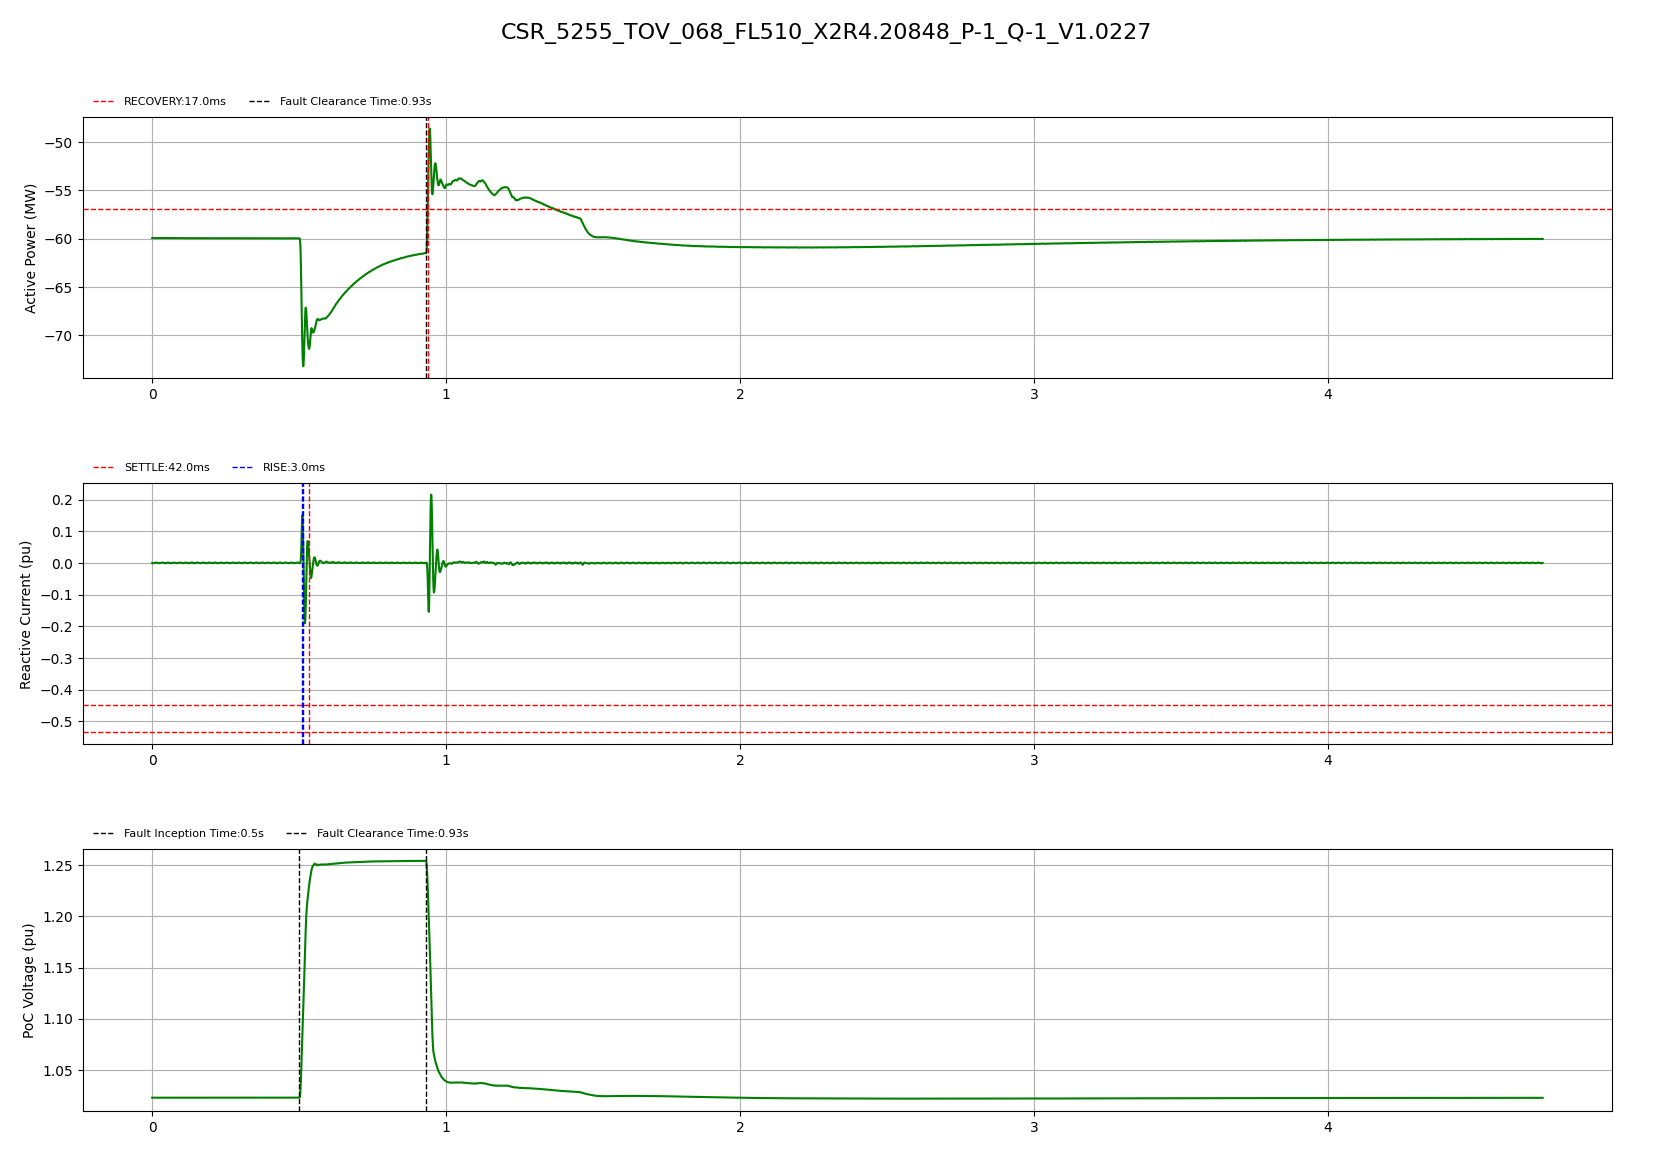 CSR_5255_TOV_068_FL510_X2R4.20848_P-1_Q-1_V1.0227
RECOVERY:17.0ms
Fault Clearance Time:0.93s
Active Power (MW)
−50
−55
−60
−65
−70
0 1 2 3 4
SETTLE:42.0ms
RISE:3.0ms
Reactive Current (pu)
0.2
0.1
0.0
−0.1
−0.2
−0.3
−0.4
−0.5
0 1 2 3 4
Fault Inception Time:0.5s
Fault Clearance Time:0.93s
PoC Voltage (pu)
1.25
1.20
1.15
1.10
1.05
0 1 2 3 4